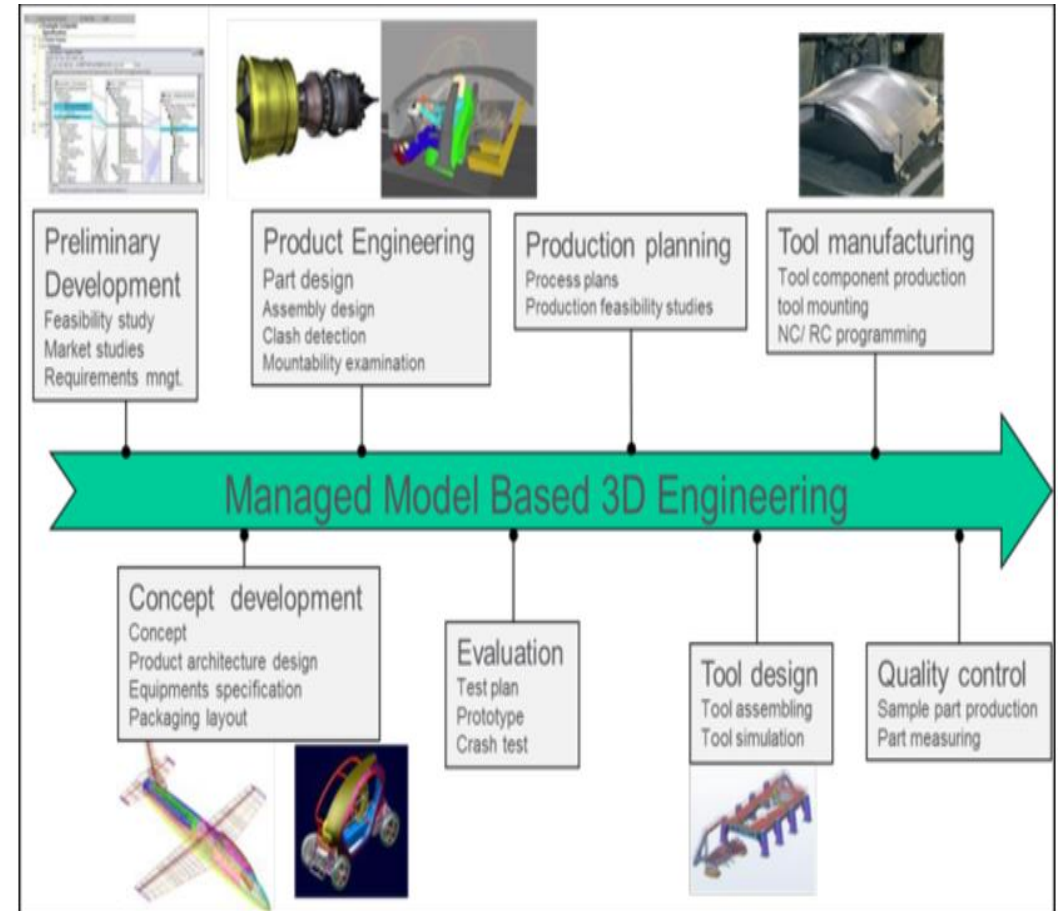 Preliminary
Development
Feasibility study
Market studies
Requirements mngt.
Product Engineering
Part design
Assembly design
Clash detection
Mountability examination
Production planning
Process plans
Production feasibility studies
Tool manufacturing
Tool component production
tool mounting
NC/ RC programming
Managed Model Based 3D Engineering
Concept development
Concept
Product architecture design
Equipments specification
Packaging layout
Evaluation
Test plan
Prototype
Crash test
Tool design
Tool assembling
Tool simulation
Quality control
Sample part production
Part measuring